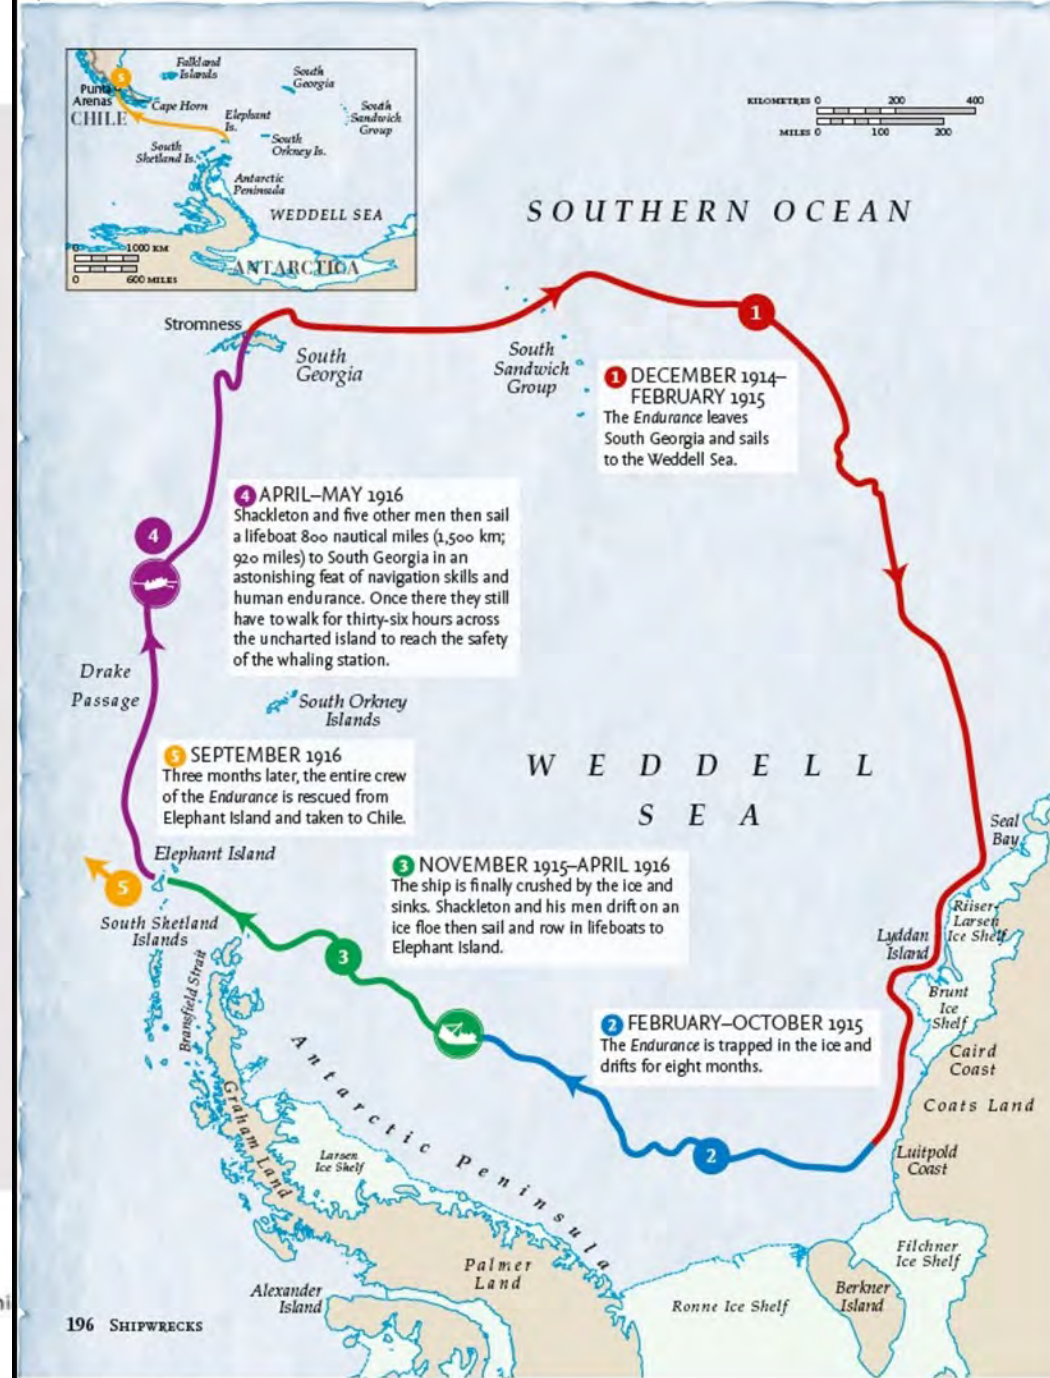 Falkland
Islands
South
Georgia
Punta
Arenas
5
Cape Horn
CHILE
Elephant
Is.
South
Sandwich
Group
South
Shetland Is.
South
Orkney Is.
Antarctic
Peninsula
WEDDELL SEA
0 1000 KM
ANTARCTICA
0 600 MILES
KILOMETRES 0 200 400
MILES 0 100 200
SOUTHERN OCEAN
1
Stromness
South
Georgia
South
Sandwich
Group
1 DECEMBER 1914–
FEBRUARY 1915
The Endurance leaves
South Georgia and sails
to the Weddell Sea.
4
4 APRIL–MAY 1916
Shackleton and five other men then sail
a lifeboat 800 nautical miles (1,500 km;
920 miles) to South Georgia in an
astonishing feat of navigation skills and
human endurance. Once there they still
have to walk for thirty-six hours across
the uncharted island to reach the safety
of the whaling station.
Drake
Passage
South Orkney
Islands
5 SEPTEMBER 1916
Three months later, the entire crew
of the Endurance is rescued from
Elephant Island and taken to Chile.
WEDDELL
SEA
Seal
Bay
Elephant Island
5
3 NOVEMBER 1915–APRIL 1916
The ship is finally crushed by the ice and
sinks. Shackleton and his men drift on an
ice floe then sail and row in lifeboats to
Elephant Island.
South Shetland
Islands
Riiser-
Larsen
Ice Shelf
Lyddan
Island
3
Bransfield Strait
Brunt
Ice
Shelf
2 FEBRUARY–OCTOBER 1915
The Endurance is trapped in the ice and
drifts for eight months.
Caird
Coast
Coats Land
Antarctic Peninsula
Graham Land
Larsen
Ice Shelf
2
Luitpold
Coast
Filchner
Ice Shelf
Palmer
Land
Alexander
Island
Berkner
Island
Ronne Ice Shelf
196 SHIPWRECKS